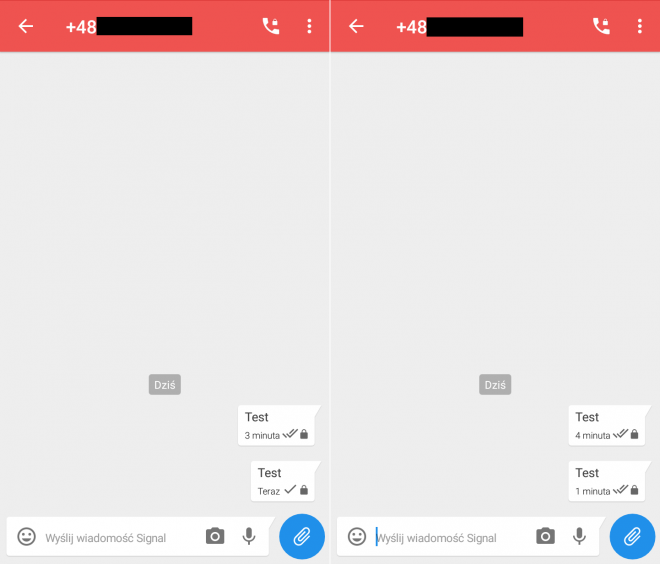 +48
Dziś
Test
3 minuta
Test
Teraz
Wyślij wiadomość Signal
+48
Dziś
Test
4 minuta
Test
1 minuta
Wyślij wiadomość Signal